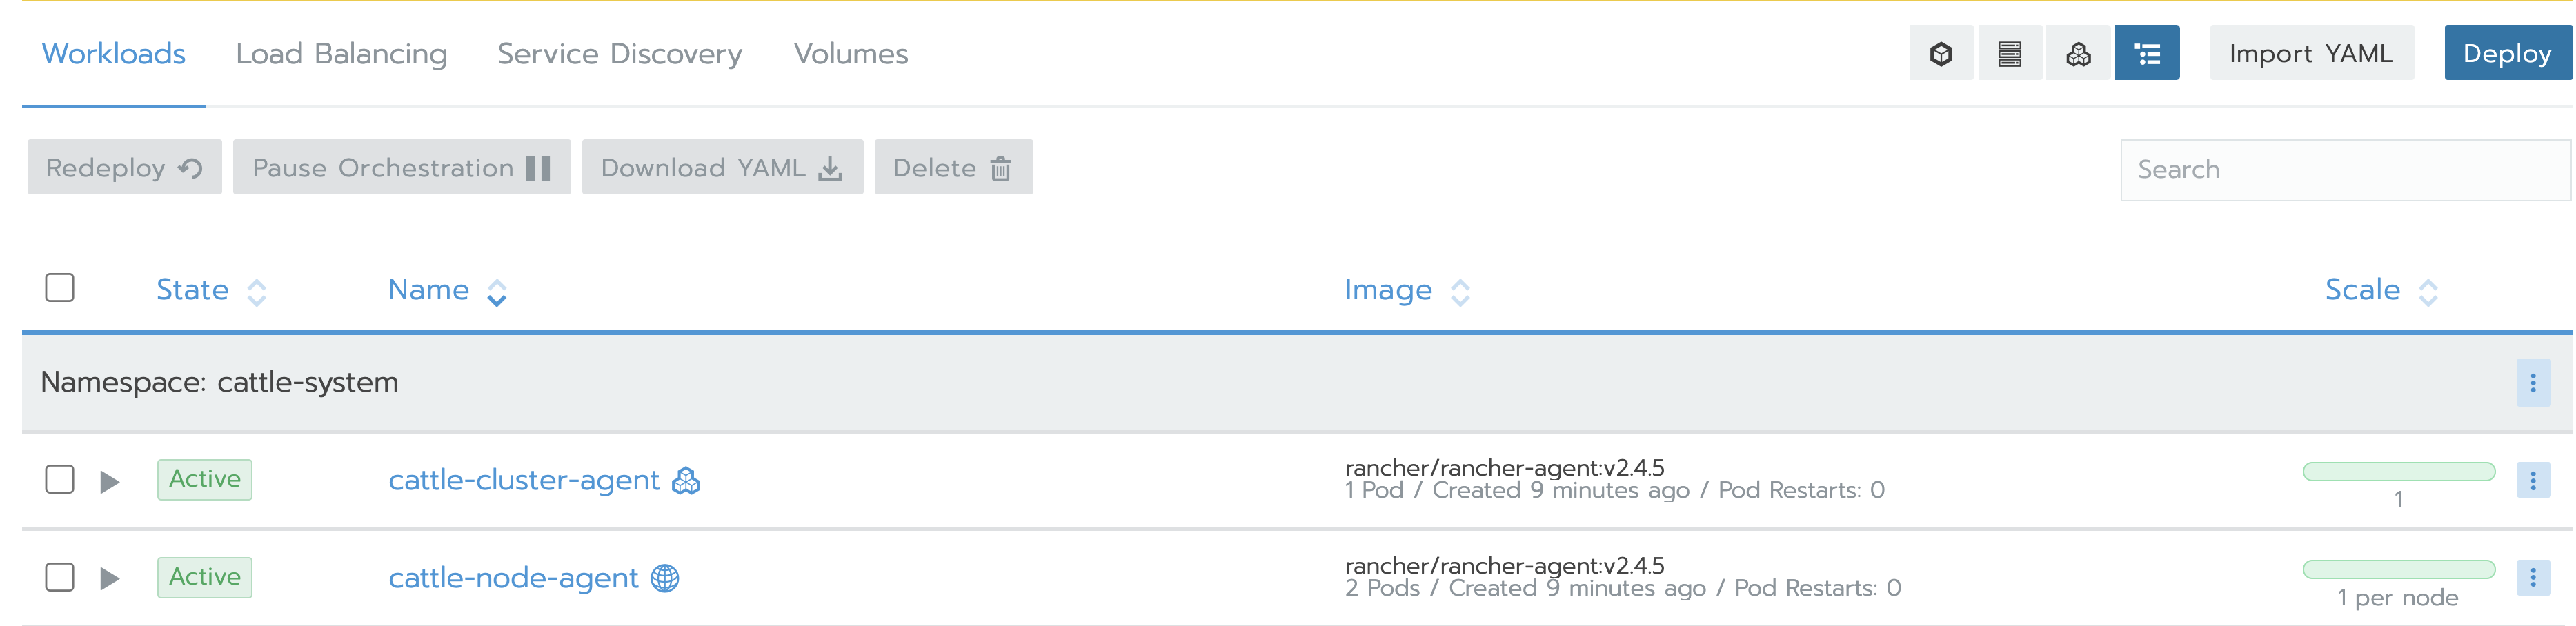 Workloads Load Balancing Service Discovery Volumes Import YAML Deploy
Redeploy Pause Orchestration Download YAML Delete Search
State Name Image Scale
Namespace: cattle-system
Active cattle-cluster-agent rancher/rancher-agent:v2.4.5
1 Pod / Created 9 minutes ago / Pod Restarts: 0
1
Active cattle-node-agent rancher/rancher-agent:v2.4.5
2 Pods / Created 9 minutes ago / Pod Restarts: 0
1 per node